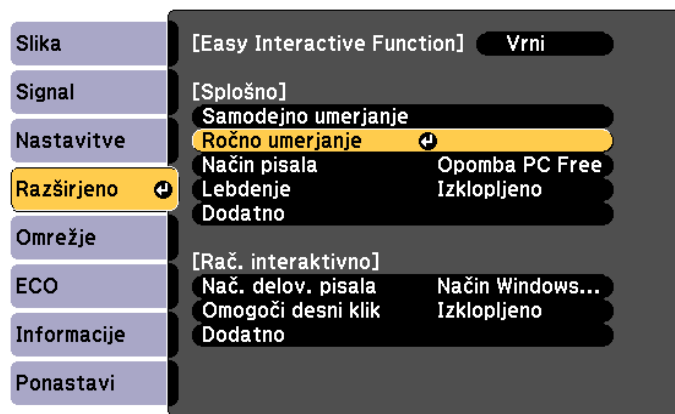 Slika
Signal
Nastavitve
Razširjeno
Omrežje
ECO
Informacije
Ponastavi
[Easy Interactive Function] Vrni
[Splošno]
Samodejno umerjanje
Ročno umerjanje
Način pisala Opomba PC Free
Lebdenje Izklopljeno
Dodatno
[Rač. interaktivno]
Nač. delov. pisala Način Windows...
Omogoči desni klik Izklopljeno
Dodatno